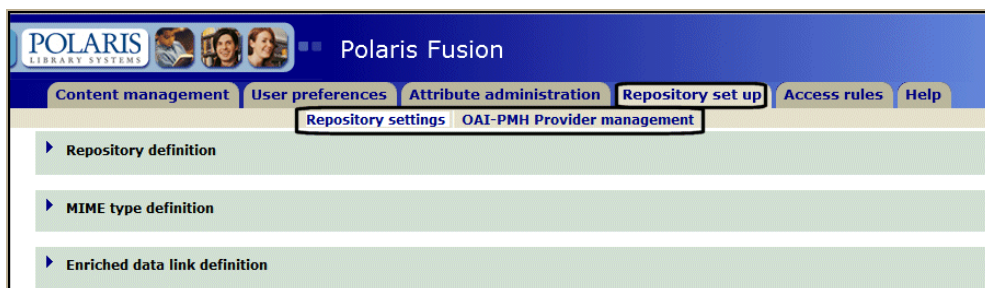 POLARIS
LIBRARY SYSTEMS
Polaris Fusion
Content management User preferences Attribute administration Repository set up Access rules Help
Repository settings OAI-PMH Provider management
Repository definition
MIME type definition
Enriched data link definition